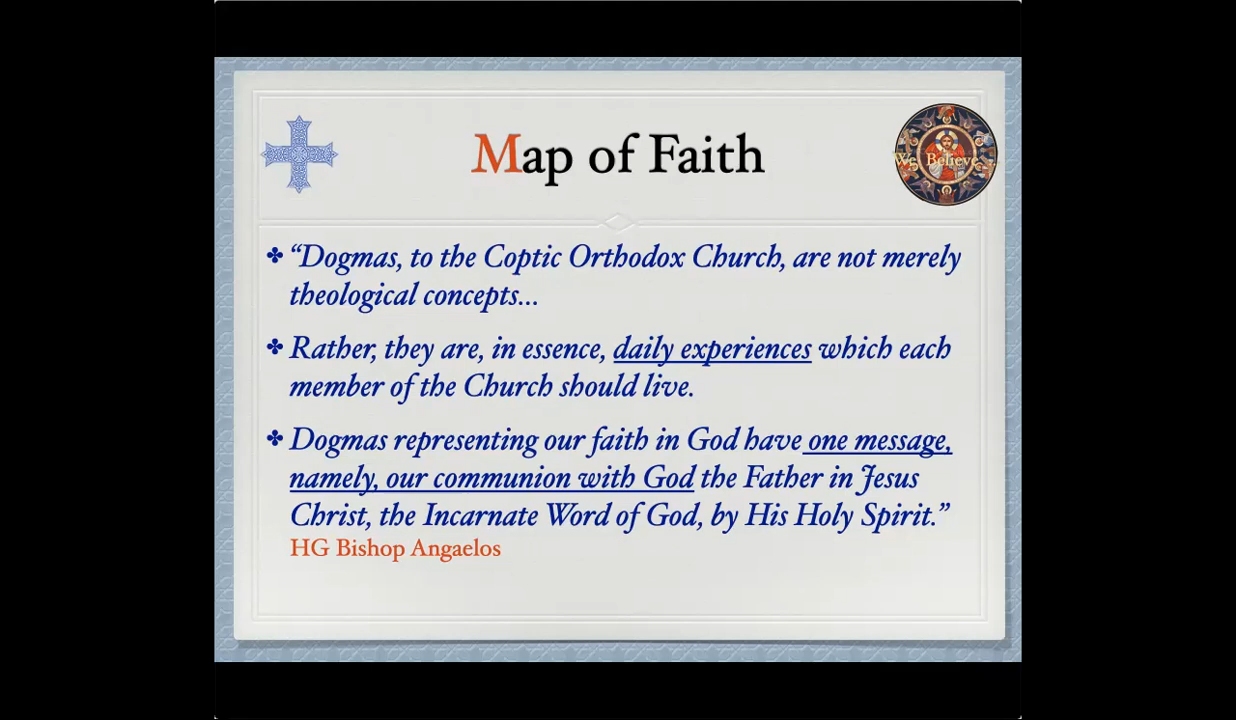 Map of Faith
We Believe...
“Dogmas, to the Coptic Orthodox Church, are not merely
theological concepts...
Rather, they are, in essence, daily experiences which each
member of the Church should live.
Dogmas representing our faith in God have one message,
namely, our communion with God the Father in Jesus
Christ, the Incarnate Word of God, by His Holy Spirit.”
HG Bishop Angaelos